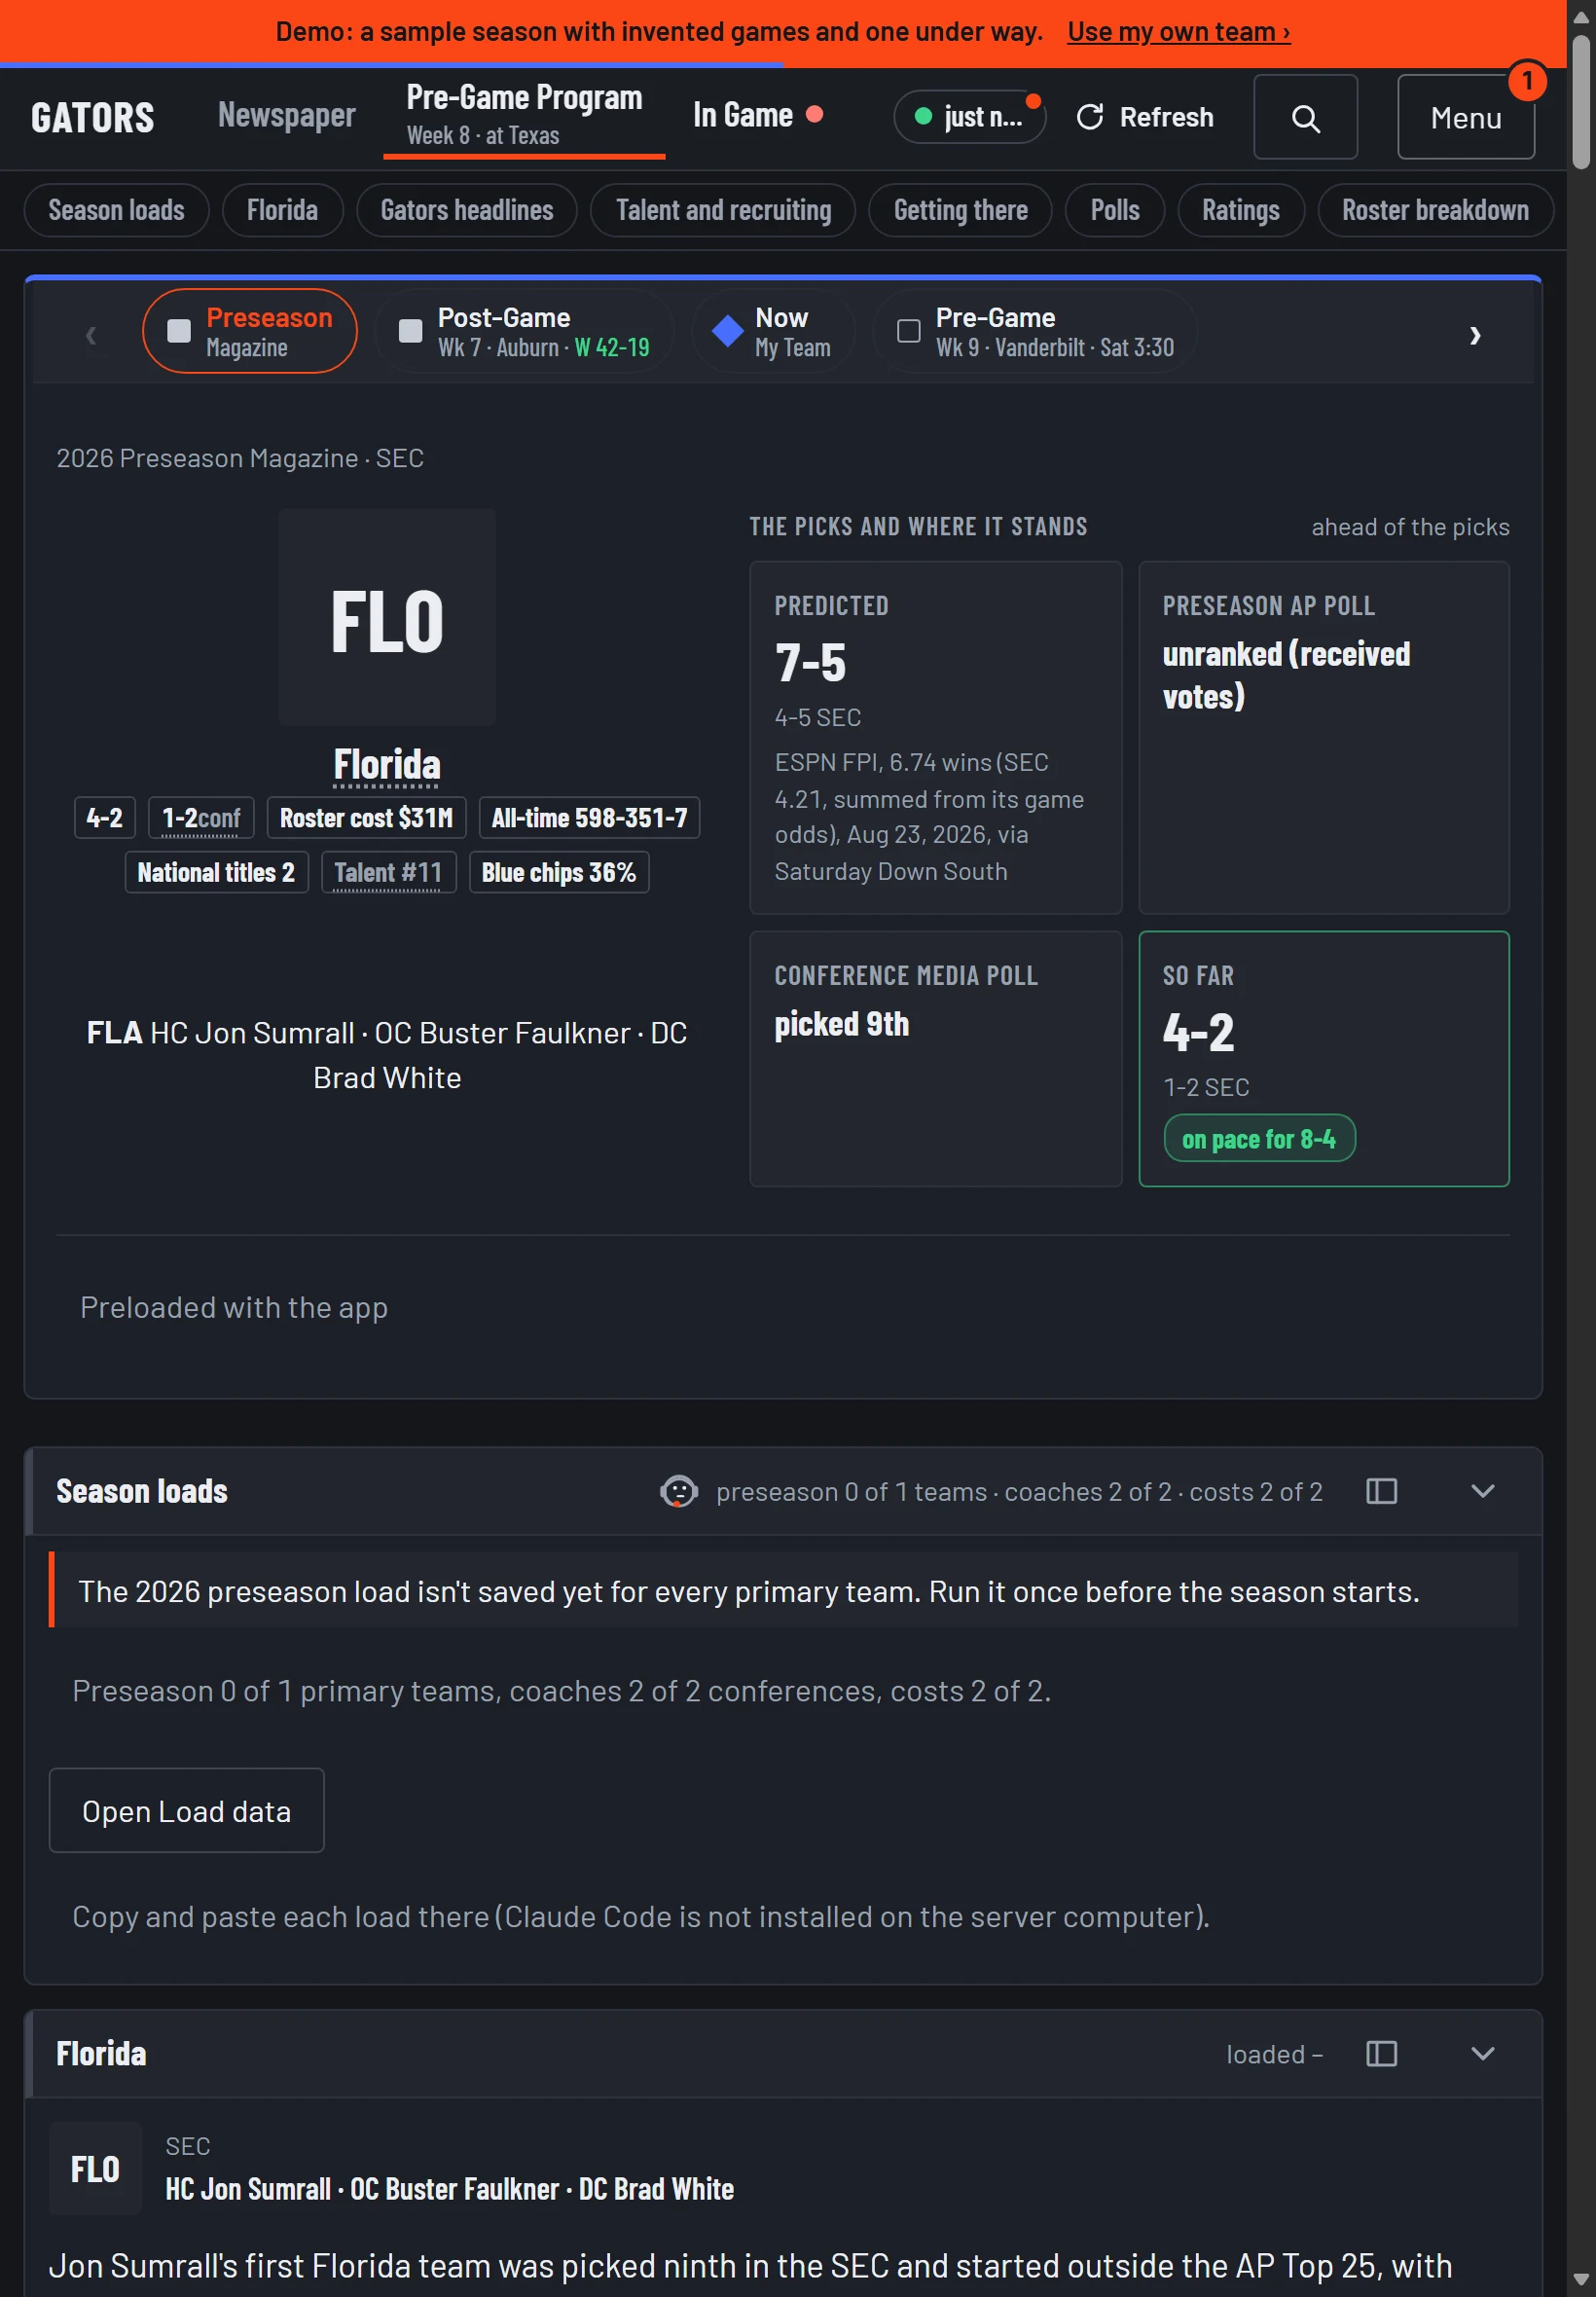 Demo: a sample season with invented games and one under way. Use my own team ›
GATORS
Newspaper
Pre-Game Program
Week 8 · at Texas
In Game
just n...
Refresh
Menu
1
Season loads
Florida
Gators headlines
Talent and recruiting
Getting there
Polls
Ratings
Roster breakdown
‹
Preseason
Magazine
Post-Game
Wk 7 · Auburn · W 42-19
Now
My Team
Pre-Game
Wk 9 · Vanderbilt · Sat 3:30
›
2026 Preseason Magazine · SEC
FLO
Florida
4-2
1-2conf
Roster cost $31M
All-time 598-351-7
National titles 2
Talent #11
Blue chips 36%
FLA HC Jon Sumrall · OC Buster Faulkner · DC
Brad White
THE PICKS AND WHERE IT STANDS
ahead of the picks
PREDICTED
7-5
4-5 SEC
ESPN FPI, 6.74 wins (SEC
4.21, summed from its game
odds), Aug 23, 2026, via
Saturday Down South
PRESEASON AP POLL
unranked (received
votes)
CONFERENCE MEDIA POLL
picked 9th
SO FAR
4-2
1-2 SEC
on pace for 8-4
Preloaded with the app
Season loads
preseason 0 of 1 teams · coaches 2 of 2 · costs 2 of 2
The 2026 preseason load isn't saved yet for every primary team. Run it once before the season starts.
Preseason 0 of 1 primary teams, coaches 2 of 2 conferences, costs 2 of 2.
Open Load data
Copy and paste each load there (Claude Code is not installed on the server computer).
Florida
loaded –
FLO
SEC
HC Jon Sumrall · OC Buster Faulkner · DC Brad White
Jon Sumrall's first Florida team was picked ninth in the SEC and started outside the AP Top 25, with